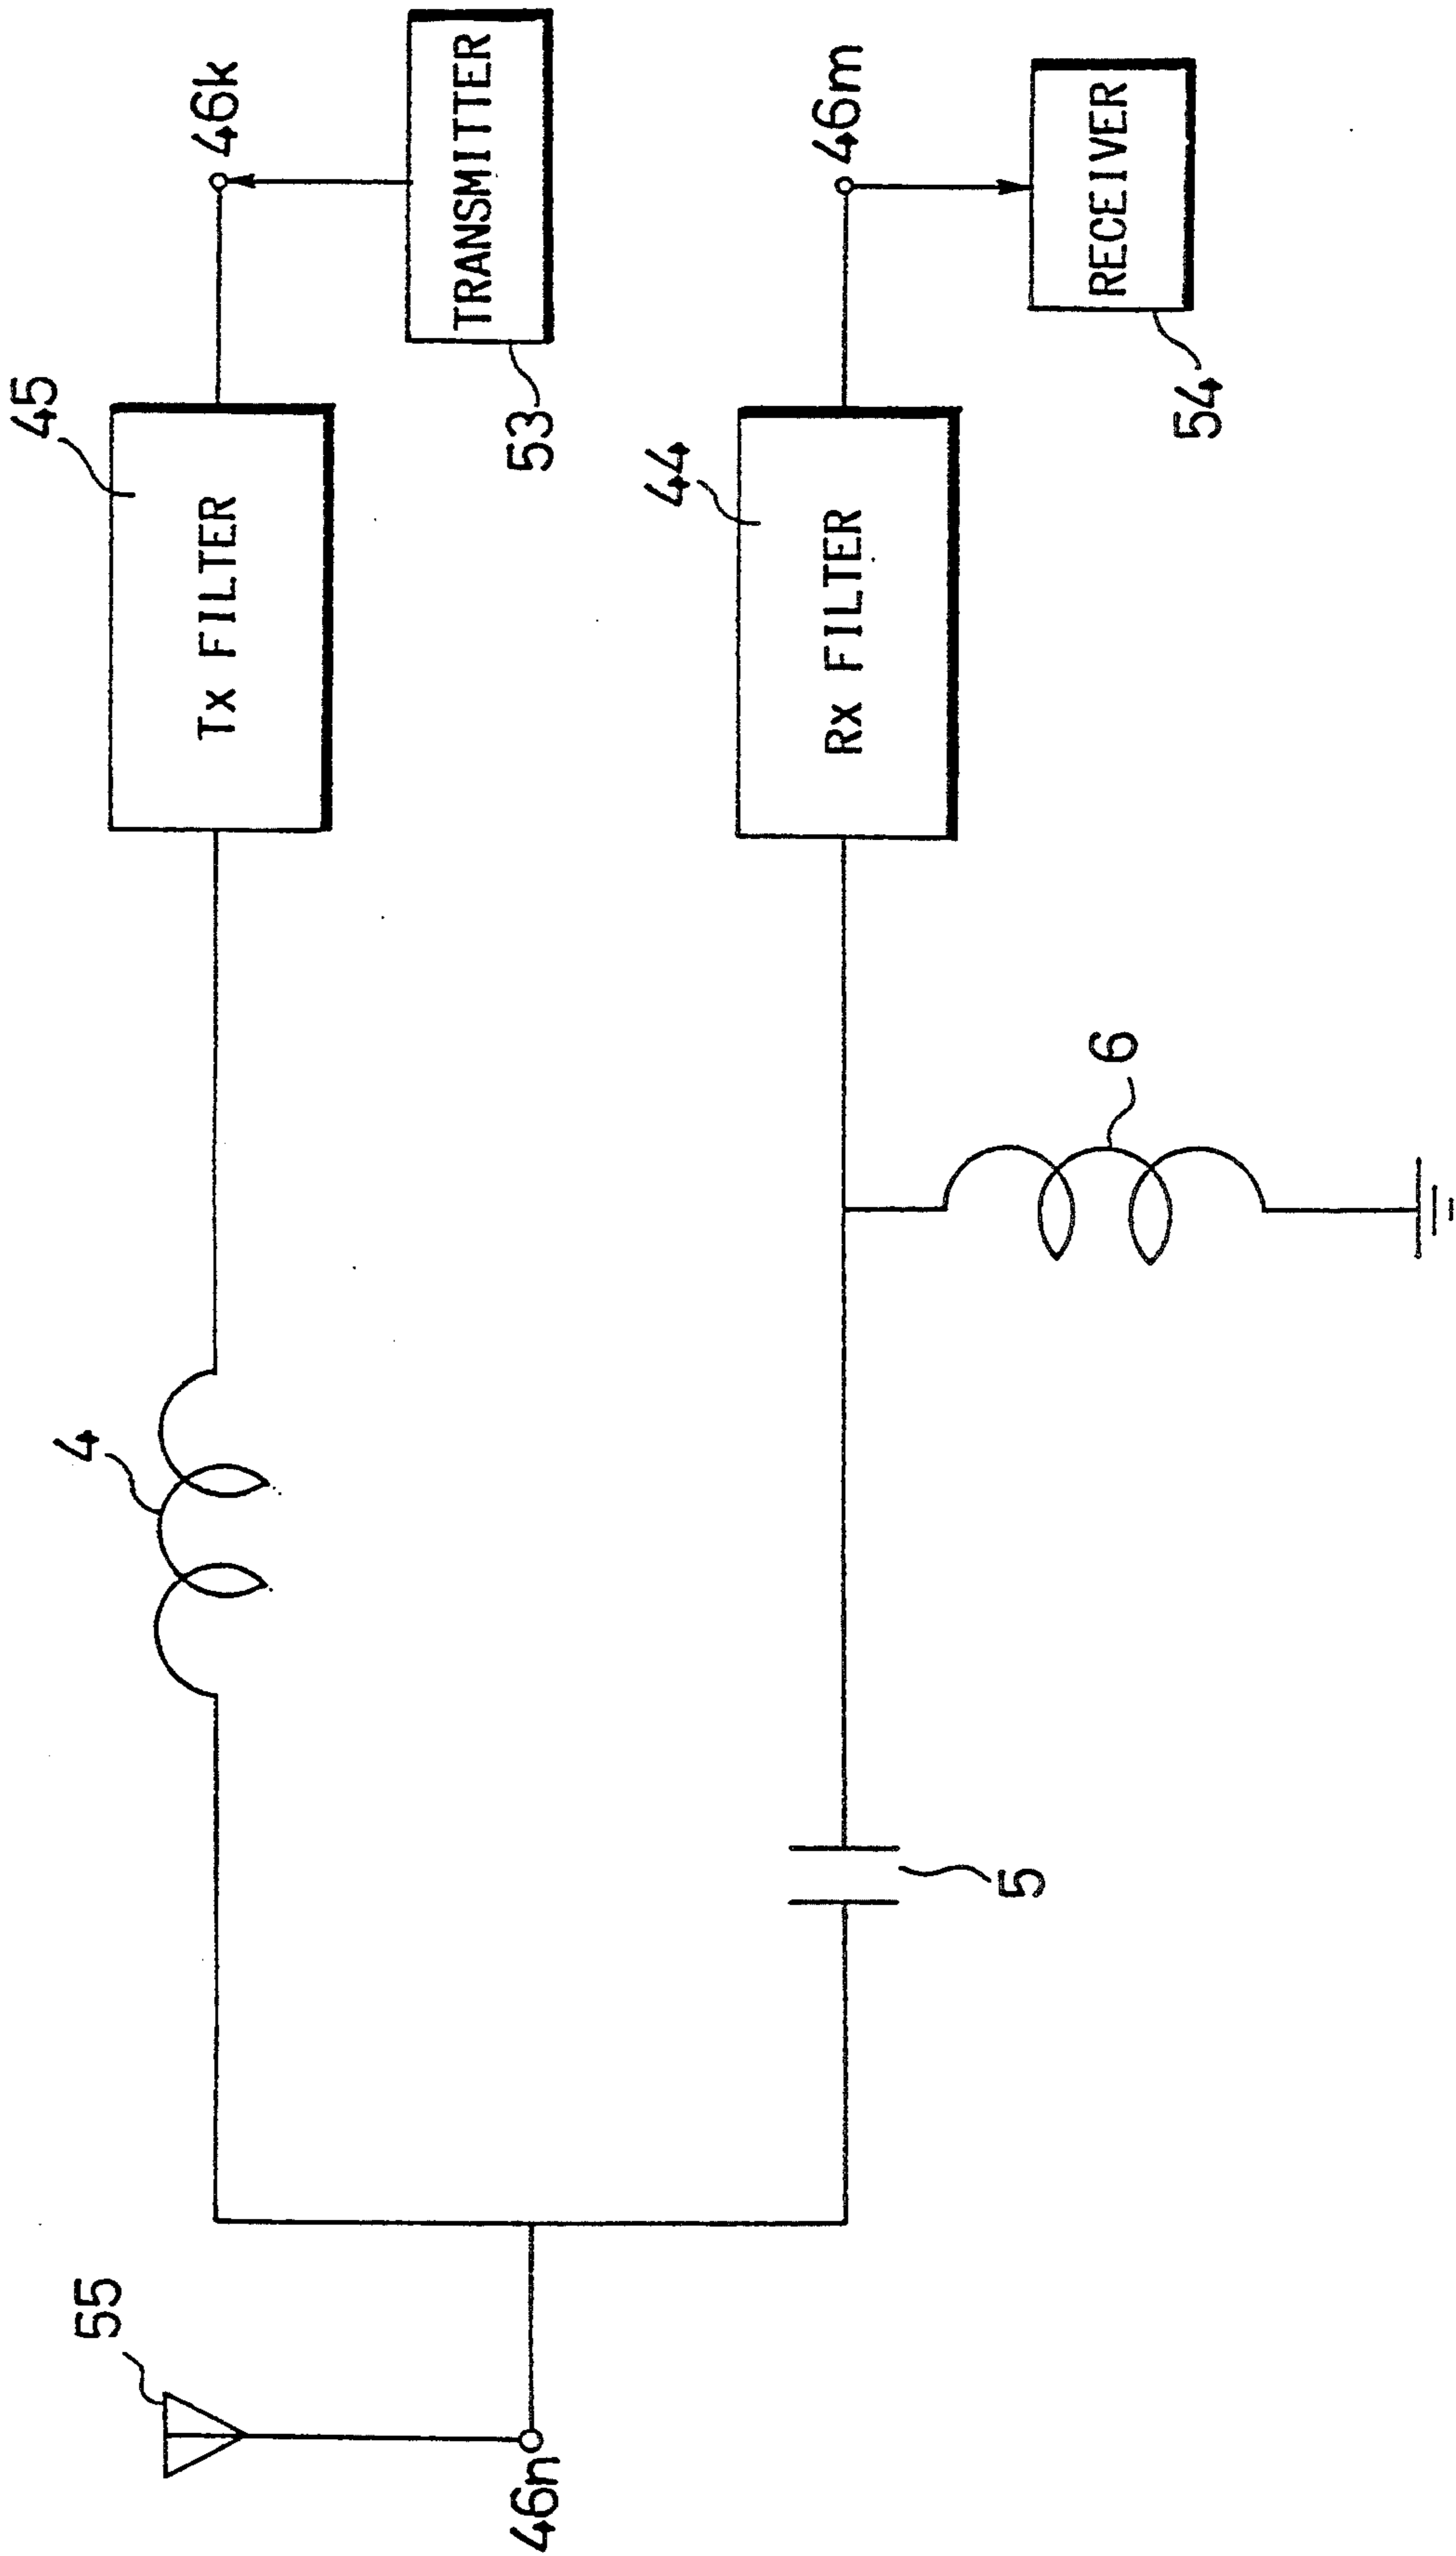 55
46n
4
5
6
45
Tx FILTER
44
Rx FILTER
46k
TRANSMITTER
53
46m
RECEIVER
54